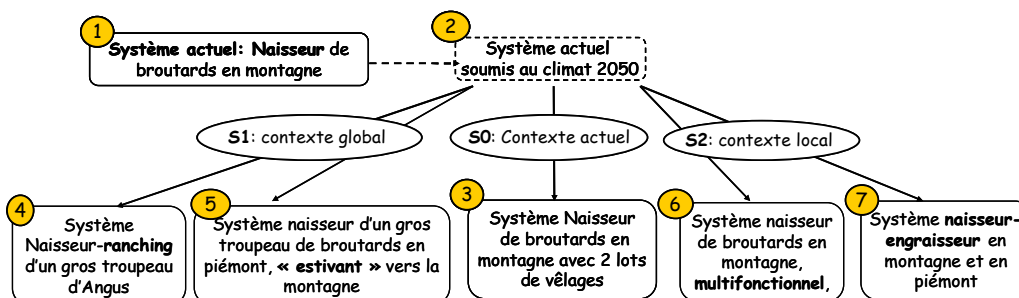 1
Système actuel: Naisseur de
broutards en montagne
2
Système actuel
soumis au climat 2050
S1: contexte global
S0: Contexte actuel
S2: contexte local
4
Système
Naisseur-ranching
d'un gros troupeau
d'Angus
5
Système naisseur d'un gros
troupeau de broutards en
piémont, « estivant » vers la
montagne
3
Système Naisseur
de broutards en
montagne avec 2 lots
de vêlages
6
Système naisseur
de broutards en
montagne,
multifonctionnel,
7
Système naisseur-
engraisseur en
montagne et en
piémont